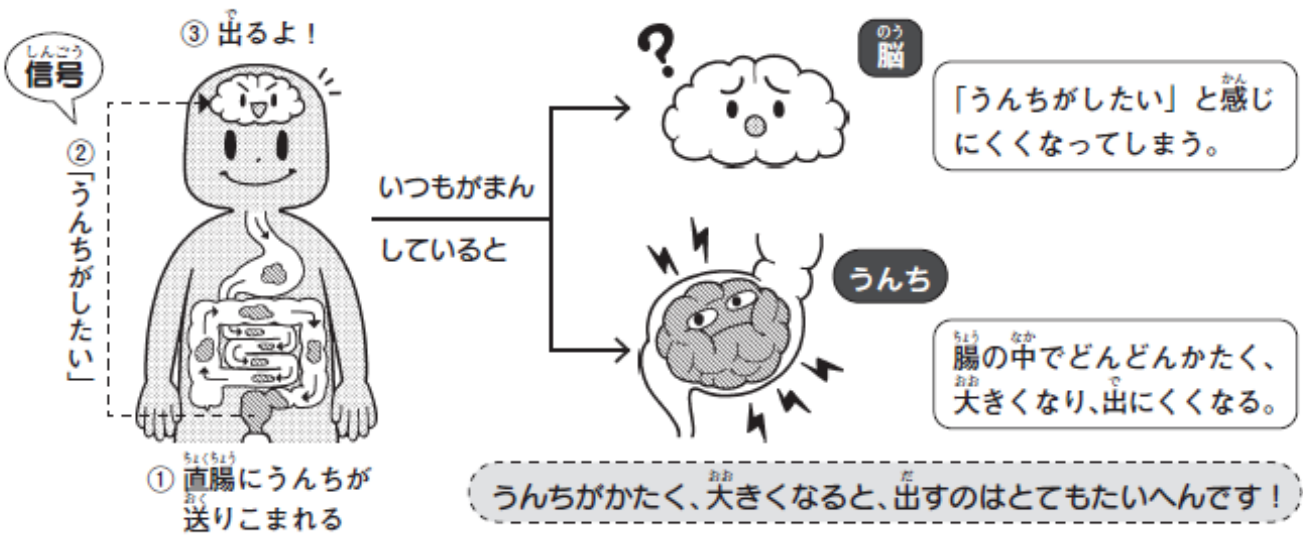 ③ 出るよ！
信号
②「うんちがしたい」
① 直腸にうんちが
送りこまれる
いつもがまん
していると
?
脳
「うんちがしたい」と感じ
にくくなってしまう。
うんち
腸の中でどんどんかたく、
大きくなり、出にくくなる。
うんちがかたく、大きくなると、出すのはとてもたいへんです！